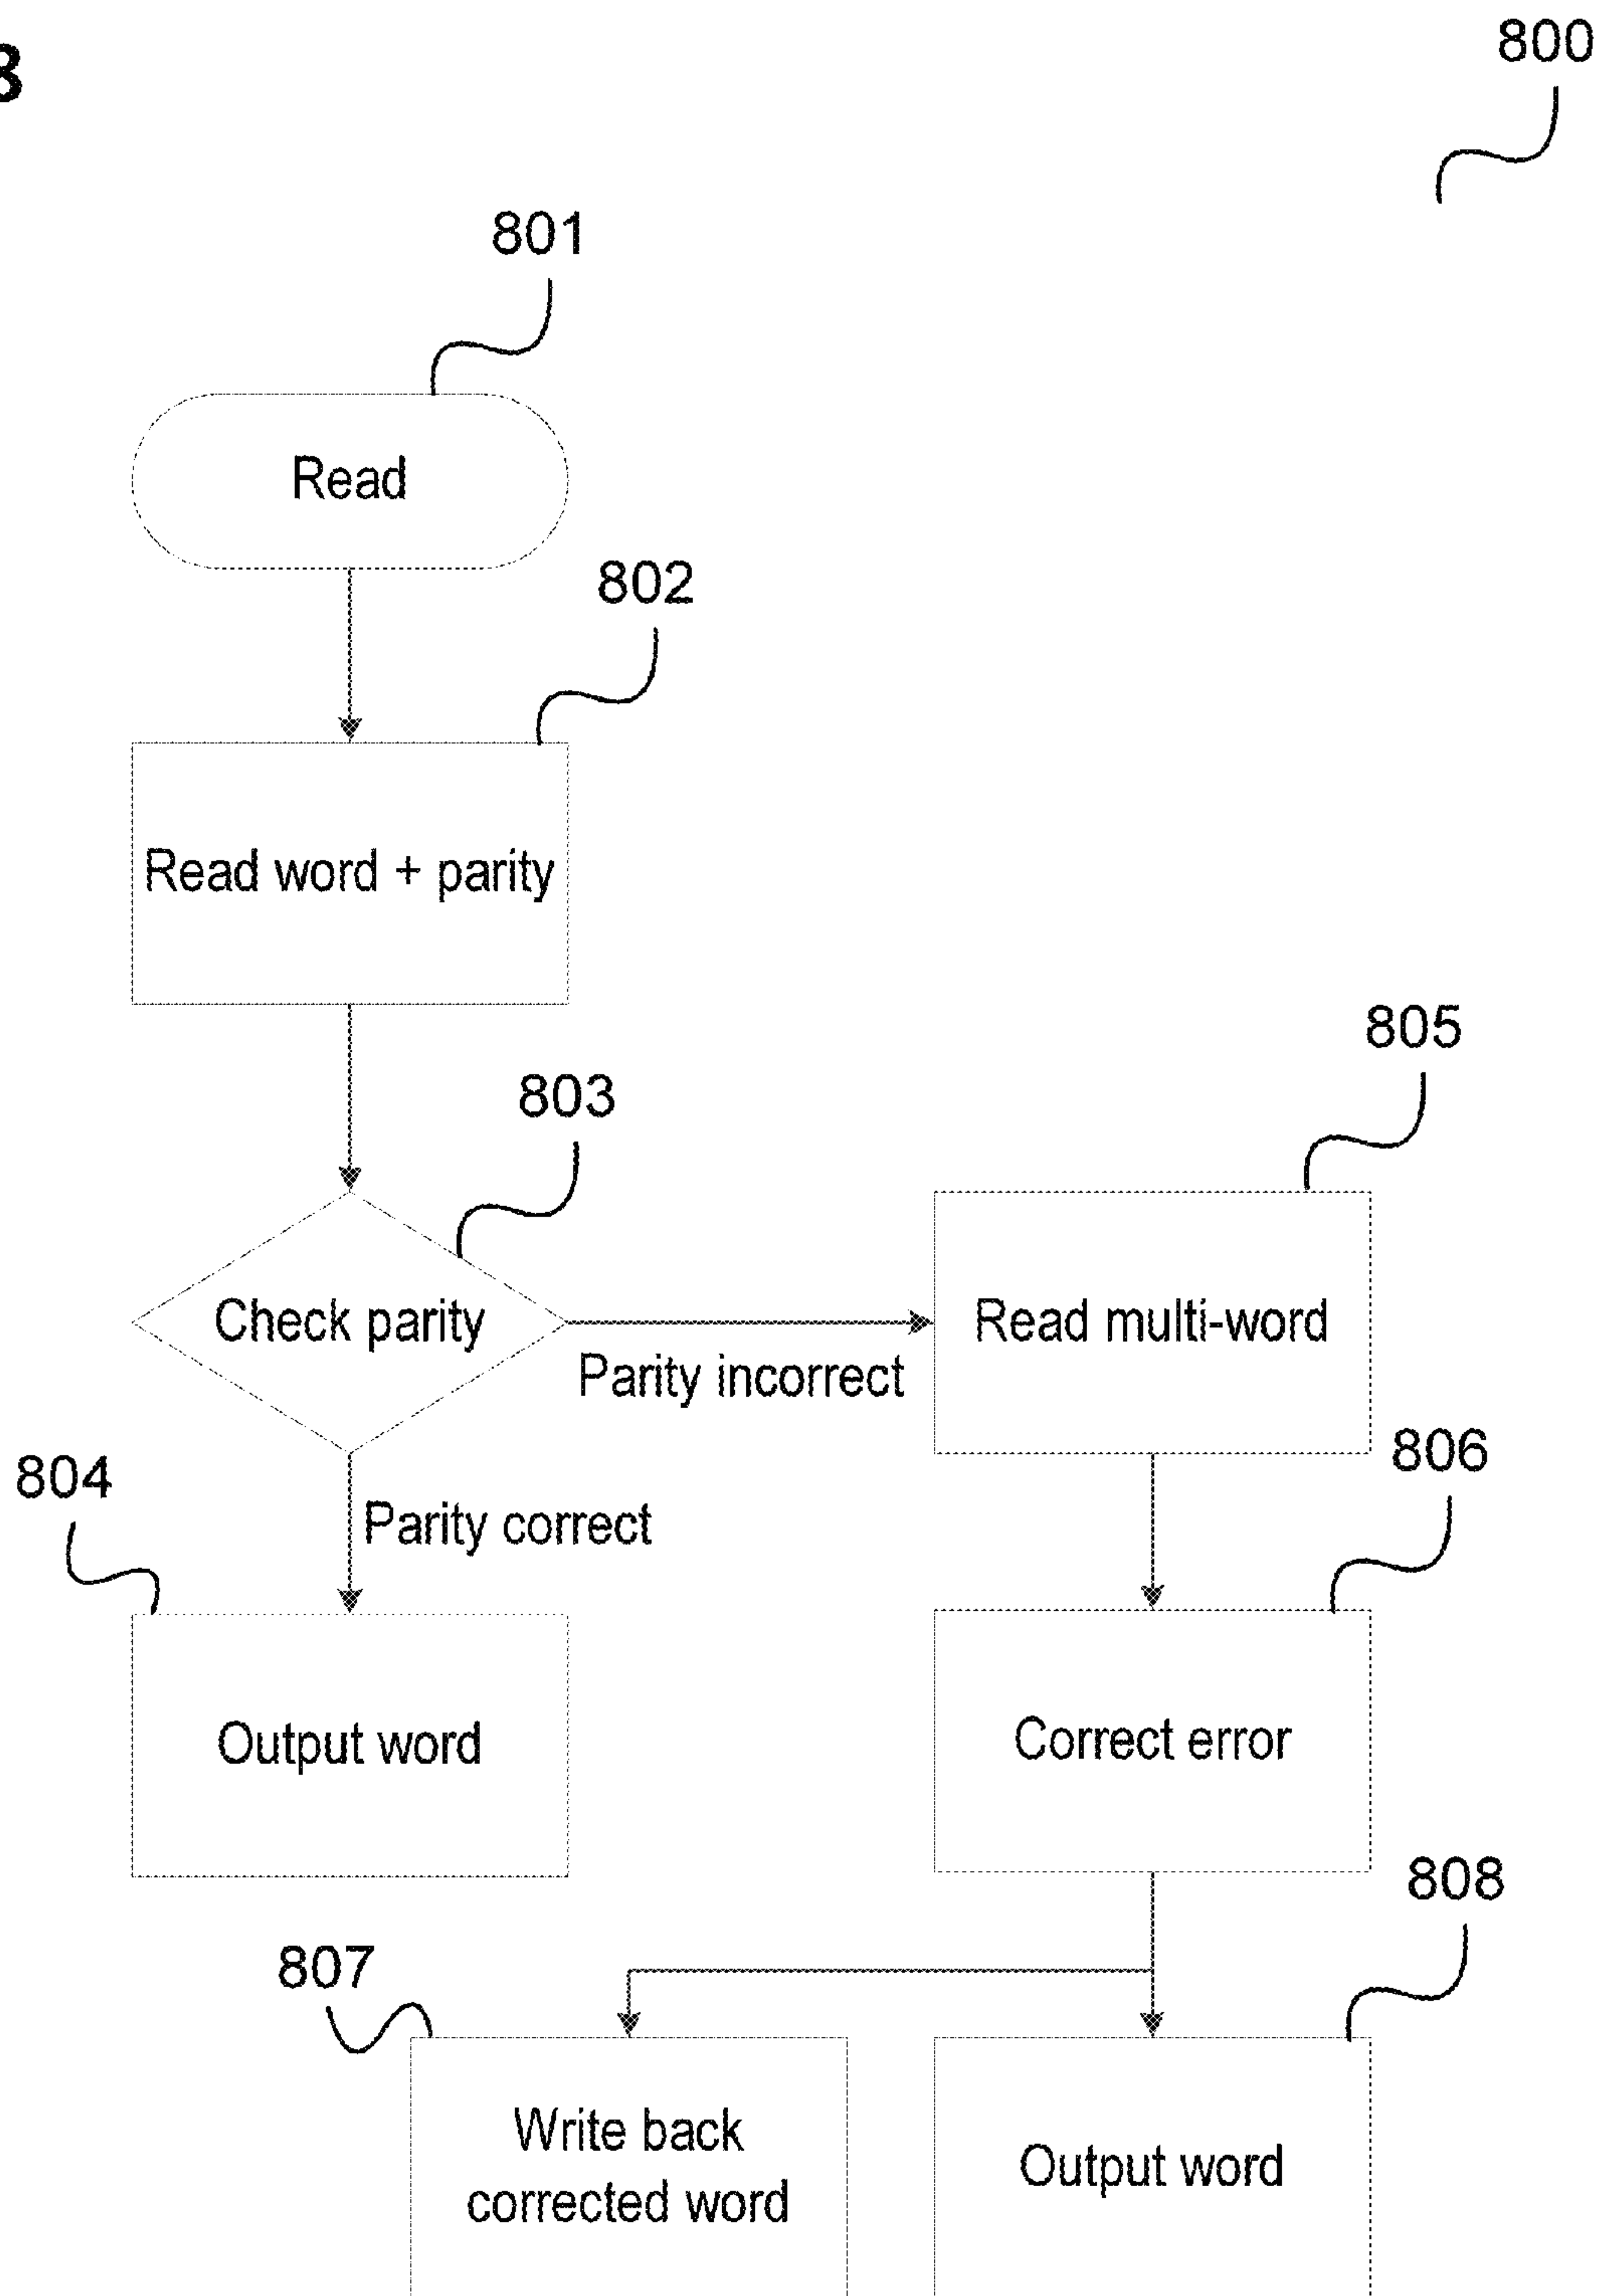 8
800
801
Read
802
Read word + parity
803
805
Check parity
Read multi-word
Parity incorrect
804
Parity correct
806
Output word
Correct error
807
808
Write back
corrected word
Output word